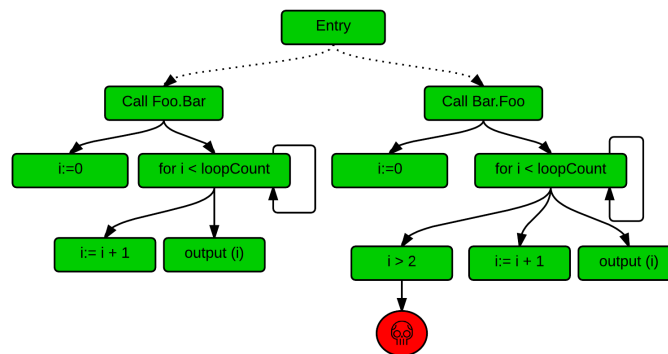 Entry
Call Foo.Bar
Call Bar.Foo
i:=0
for i < loopCount
i:=0
for i < loopCount
i:= i + 1
output (i)
i > 2
i:= i + 1
output (i)